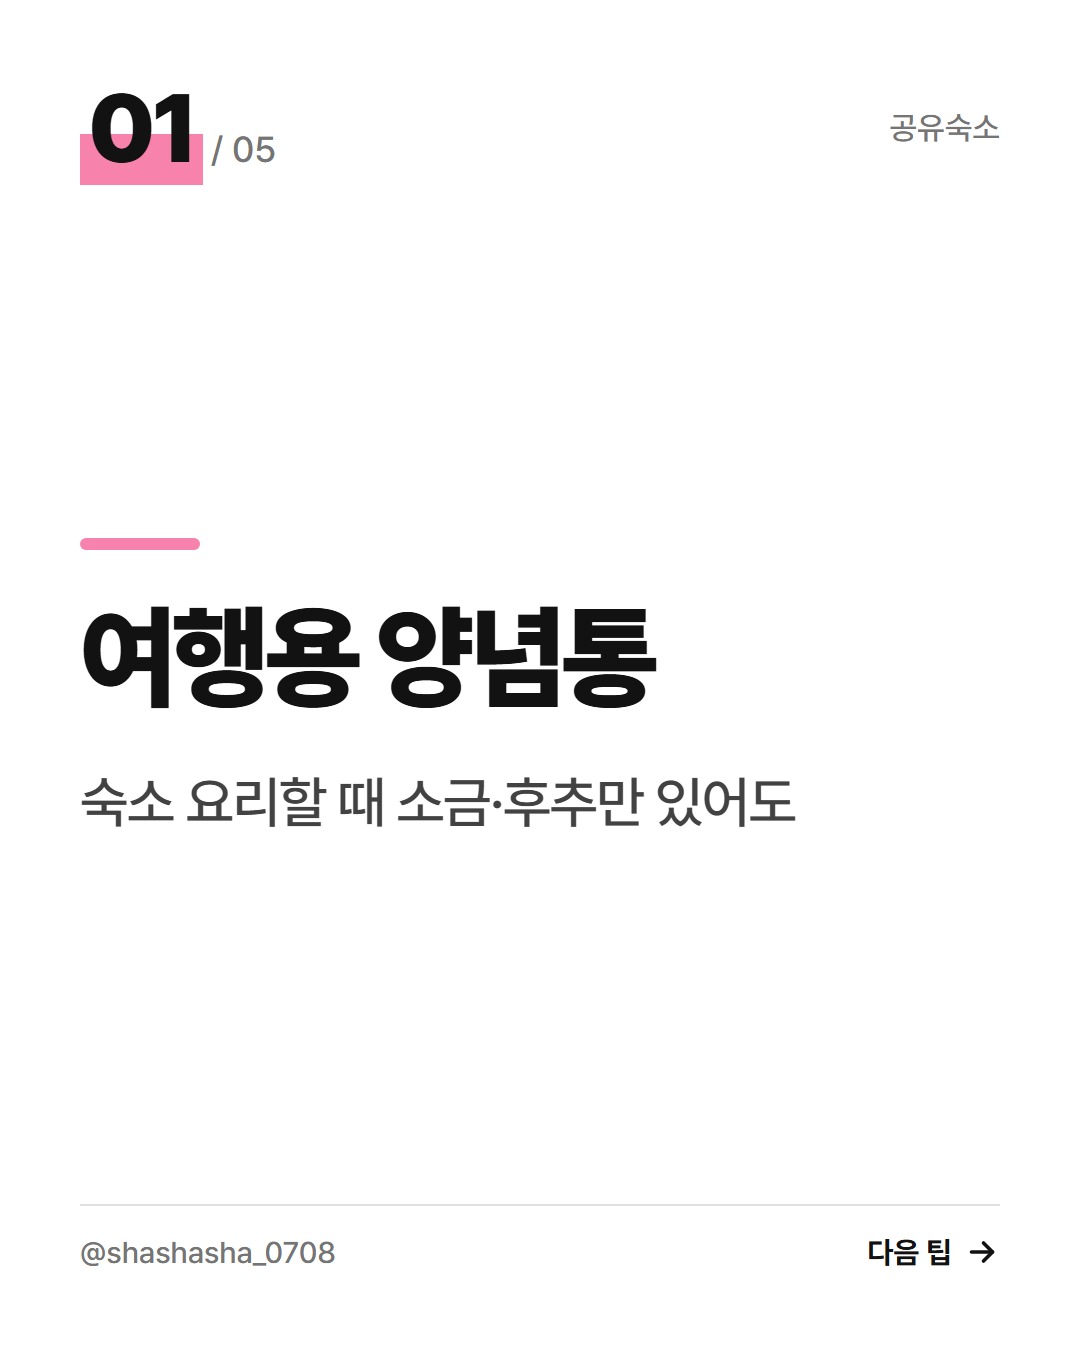 01 / 05
공유숙소
여행용 양념통
숙소 요리할 때 소금·후추만 있어도
@shashasha_0708
다음 팁 →